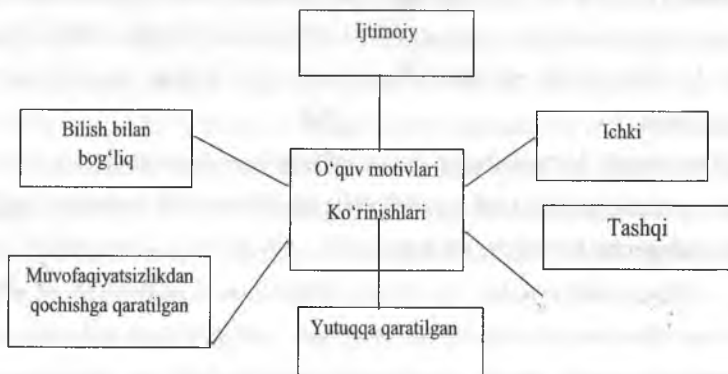 Ijtimoiy
Bilish bilan
bog‘liq
Ichki
O‘quv motivlari
Ko‘rinishlari
Tashqi
Muvofaqiyatsizlikdan
qochishga qaratilgan
Yutuqqa qaratilgan